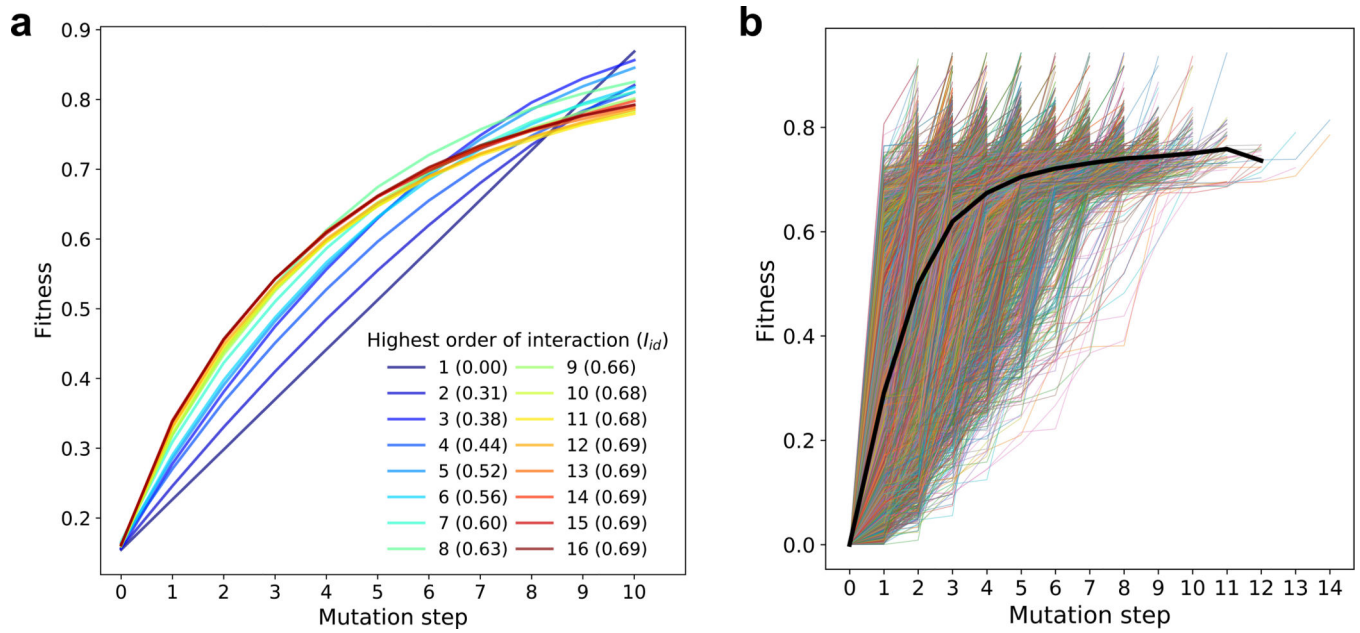 a
0.9
0.8
0.7
0.6
0.5
0.4
0.3
0.2
Fitness
0 1 2 3 4 5 6 7 8 9 10
Mutation step
Highest order of interaction (I_id)
1 (0.00) 9 (0.66)
2 (0.31) 10 (0.68)
3 (0.38) 11 (0.68)
4 (0.44) 12 (0.69)
5 (0.52) 13 (0.69)
6 (0.56) 14 (0.69)
7 (0.60) 15 (0.69)
8 (0.63) 16 (0.69)
b
0.8
0.6
0.4
0.2
0.0
Fitness
0 1 2 3 4 5 6 7 8 9 10 11 12 13 14
Mutation step